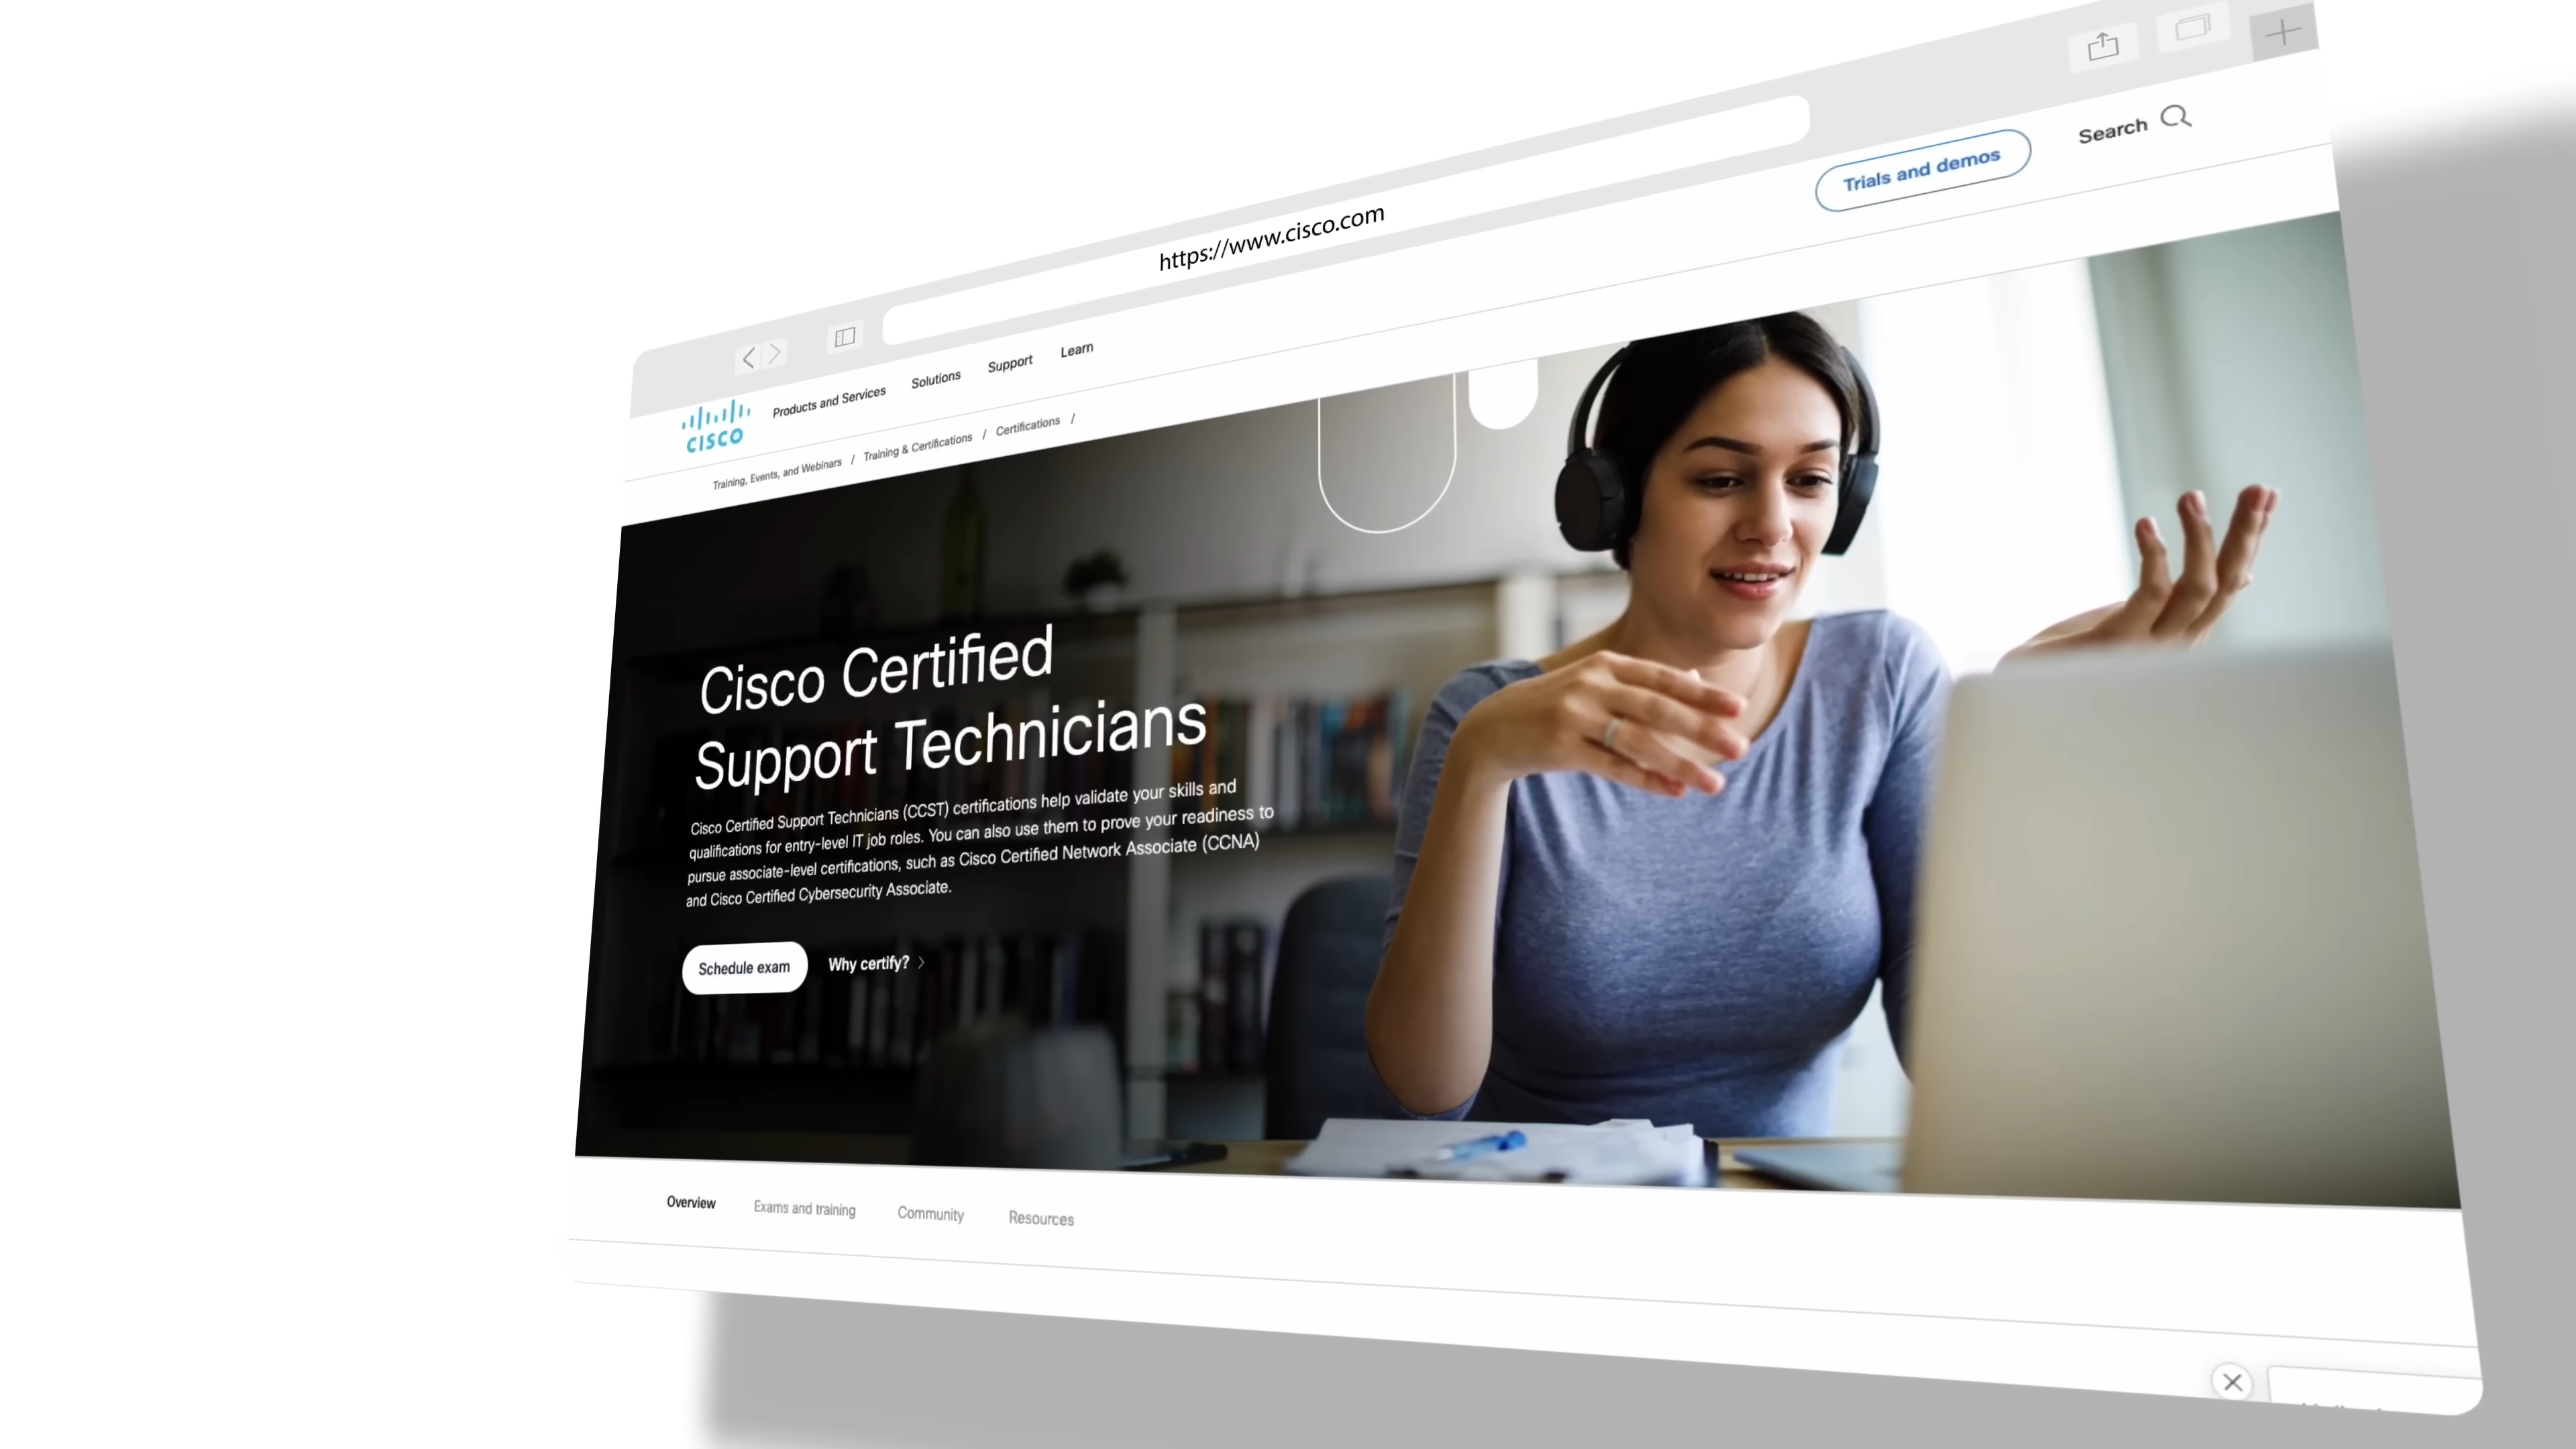 https://www.cisco.com
Trials and demos
Search
CISCO
Products and Services
Solutions
Support
Learn
Training, Events, and Webinars / Training & Certifications / Certifications /
Cisco Certified
Support Technicians
Cisco Certified Support Technicians (CCST) certifications help validate your skills and
qualifications for entry-level IT job roles. You can also use them to prove your readiness to
pursue associate-level certifications, such as Cisco Certified Network Associate (CCNA)
and Cisco Certified Cybersecurity Associate.
Schedule exam
Why certify?
Overview
Exams and training
Community
Resources